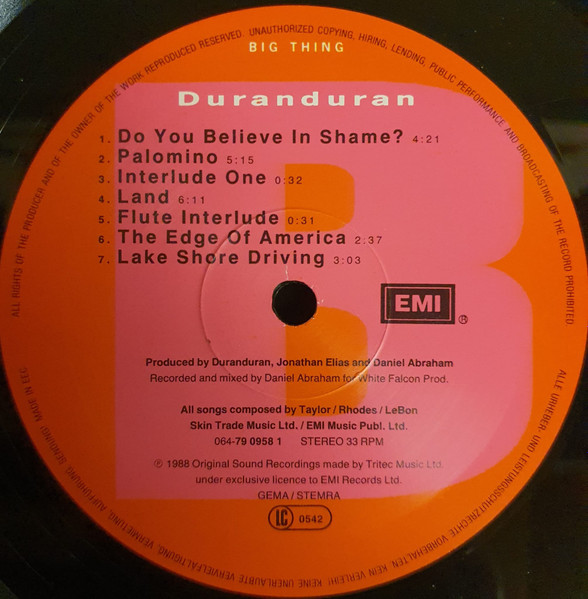 ALL RIGHTS OF THE PRODUCER AND OF THE OWNER OF THE WORK REPRODUCED RESERVED. UNAUTHORIZED COPYING, HIRING, LENDING, PUBLIC PERFORMANCE AND BROADCASTING OF THE RECORD PROHIBITED.
BIG THING
Duranduran
1. Do You Believe In Shame? 4:21
2. Palomino 5:15
3. Interlude One 0:32
4. Land 6:11
5. Flute Interlude 0:31
6. The Edge Of America 2:37
7. Lake Shore Driving 3:03
EMI ®
Produced by Duranduran, Jonathan Elias and Daniel Abraham
Recorded and mixed by Daniel Abraham for White Falcon Prod.
All songs composed by Taylor / Rhodes / LeBon
Skin Trade Music Ltd. / EMI Music Publ. Ltd.
064-79 0958 1 STEREO 33 RPM
℗ 1988 Original Sound Recordings made by Tritec Music Ltd.
under exclusive licence to EMI Records Ltd.
GEMA / STEMRA
LC 0542
ALLE URHEBER- UND LEISTUNGSSCHUTZRECHTE VORBEHALTEN. KEIN VERLEIH! KEINE UNERLAUBTE VERVIELFÄLTIGUNG, VERMIETUNG, AUFFÜHRUNG, SENDUNG! MADE IN EEC.